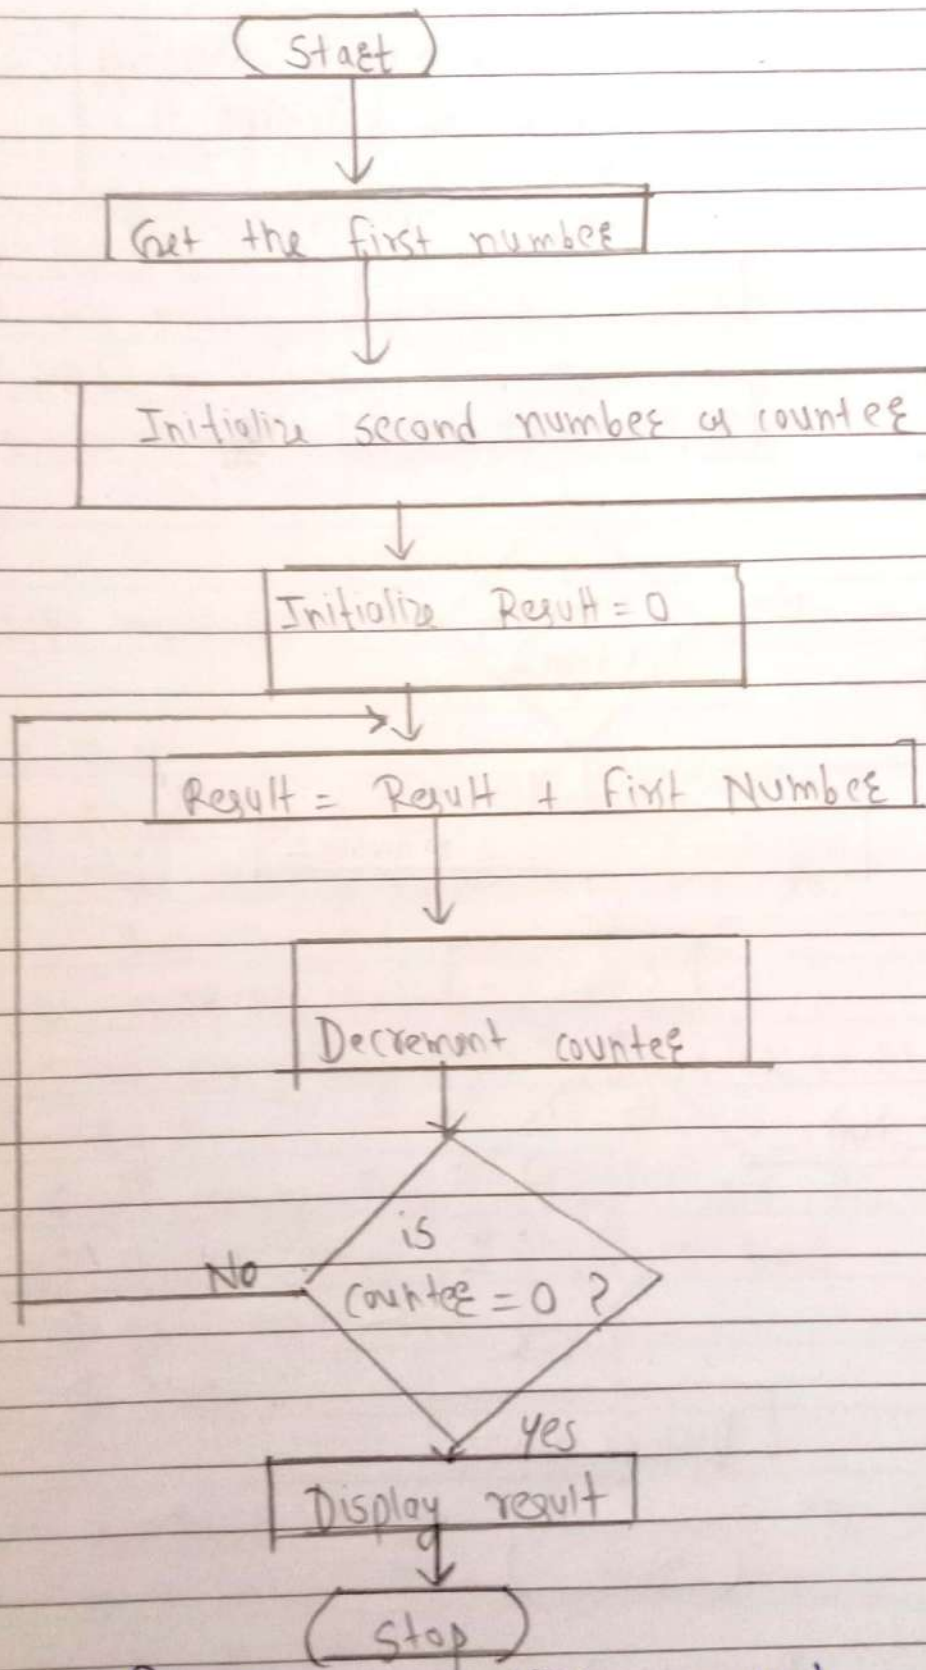 Start
Get the first number
Initialize second number as counter
Initialize Result = 0
Result = Result + first Number
Decrement counter
is
No
counter = 0 ?
yes
Display result
Stop